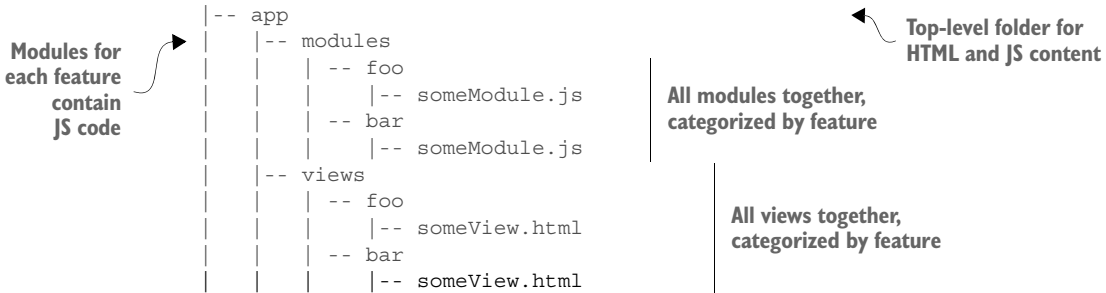 |-- app
|   |-- modules
|   |   | -- foo
|   |   |   |-- someModule.js
|   |   | -- bar
|   |   |   |-- someModule.js
|   |-- views
|   |   | -- foo
|   |   |   |-- someView.html
|   |   | -- bar
|   |   |   |-- someView.html
Modules for
each feature
contain
JS code
Top-level folder for
HTML and JS content
All modules together,
categorized by feature
All views together,
categorized by feature